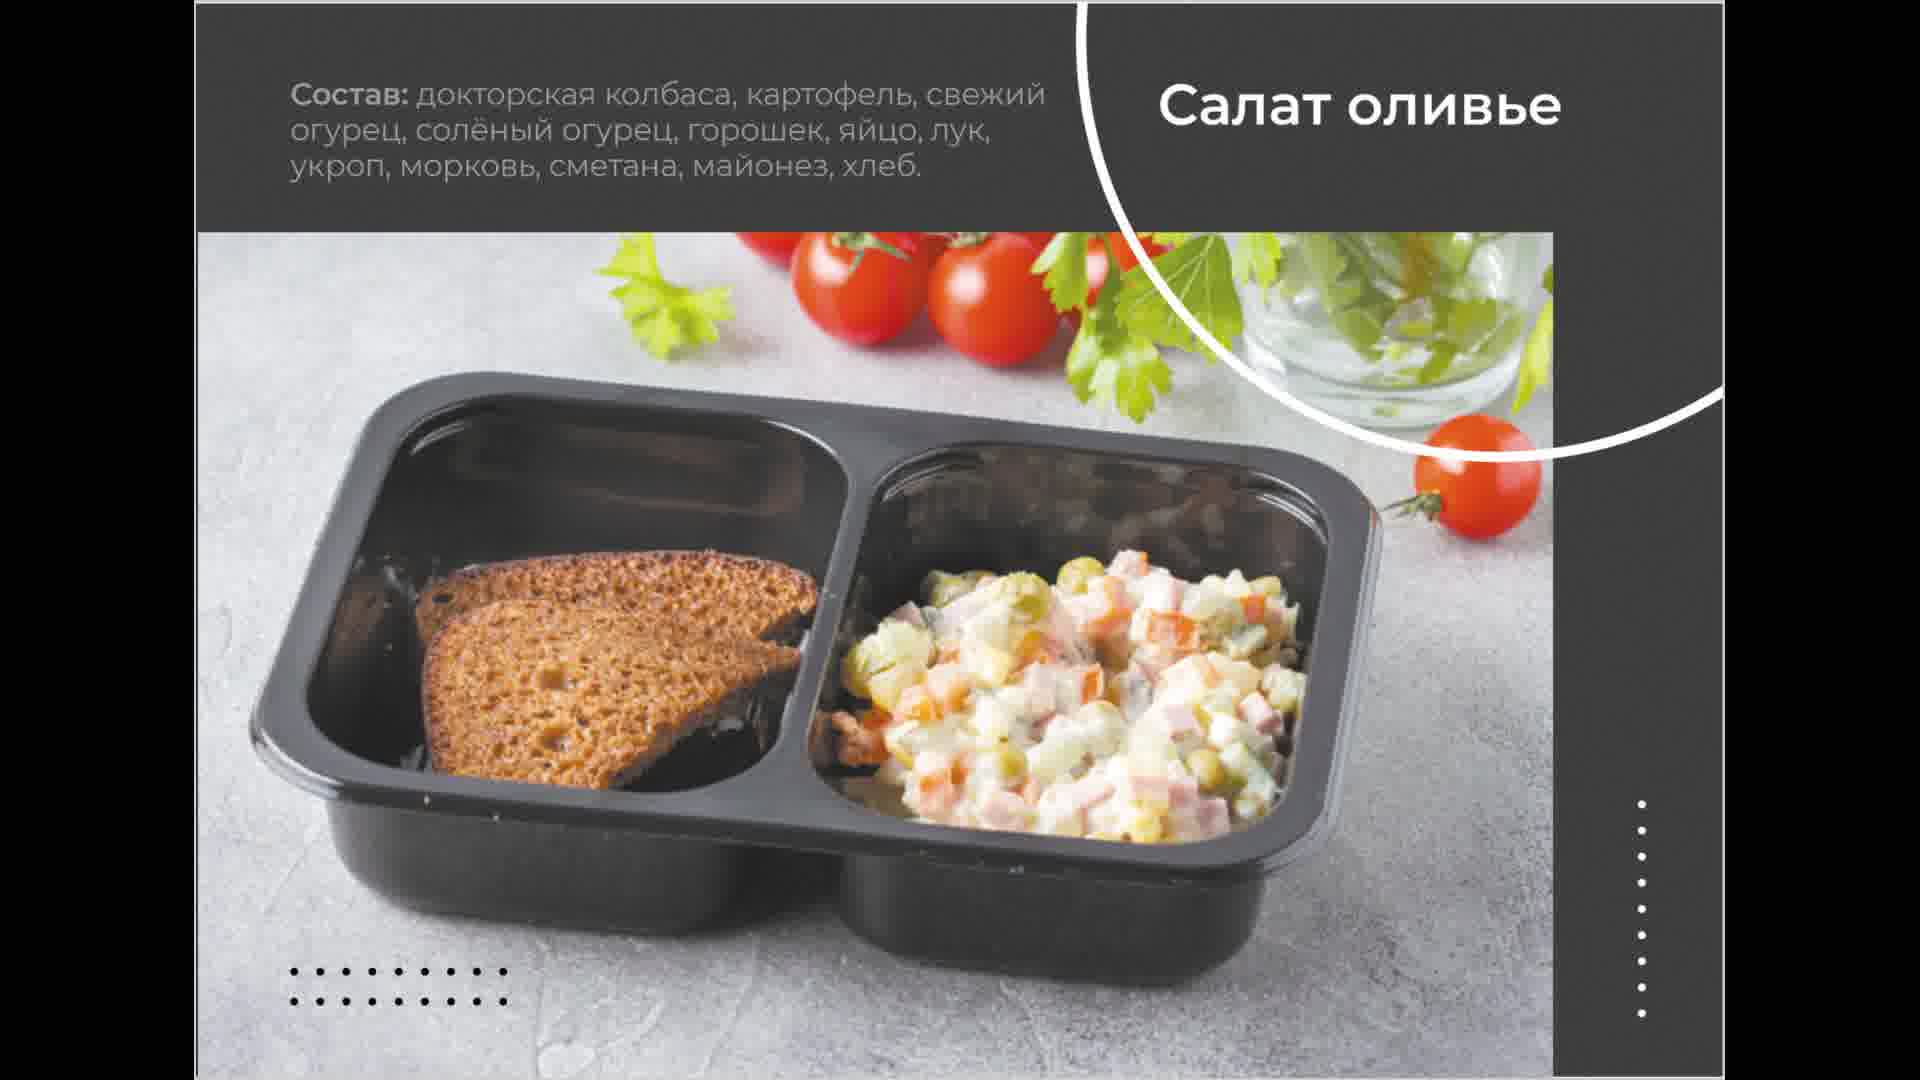 Состав: докторская колбаса, картофель, свежий
огурец, солёный огурец, горошек, яйцо, лук,
укроп, морковь, сметана, майонез, хлеб.
Салат оливье